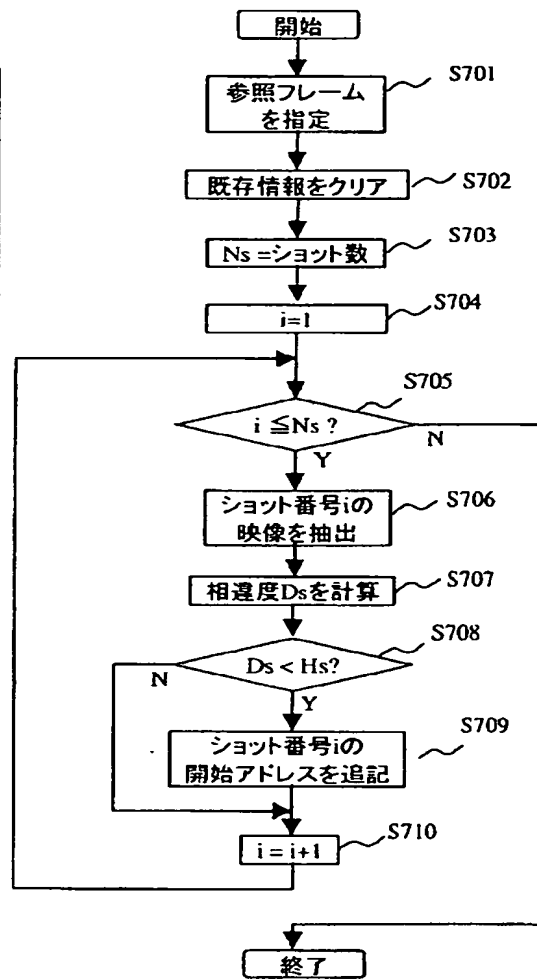 開始
参照フレーム
を指定
S701
既存情報をクリア
S702
Ns =ショット数
S703
i=1
S704
i ≦Ns ?
S705
N
Y
ショット番号iの
映像を抽出
S706
相違度Dsを計算
S707
Ds < Hs?
S708
N
Y
ショット番号iの
開始アドレスを追記
S709
i = i+1
S710
終了